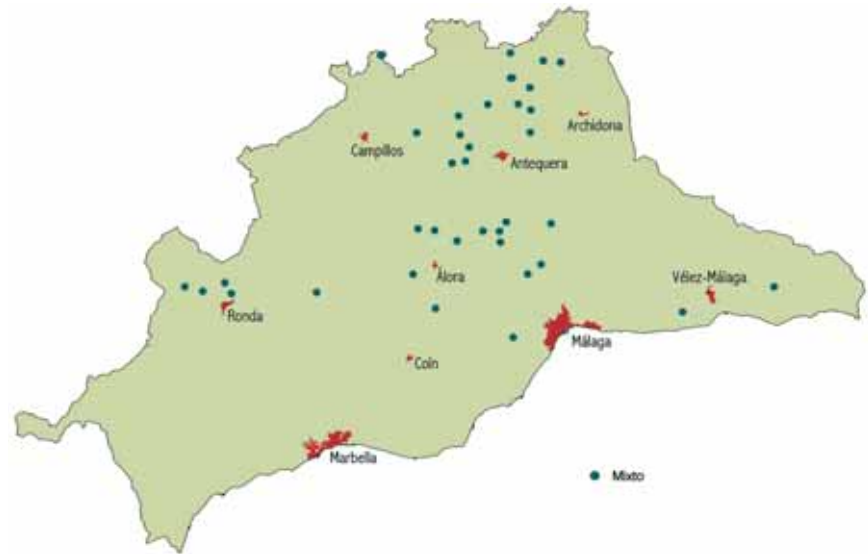 Campillos
Archidona
Antequera
Álora
Vélez-Málaga
Ronda
Málaga
Coín
Marbella
Mixto